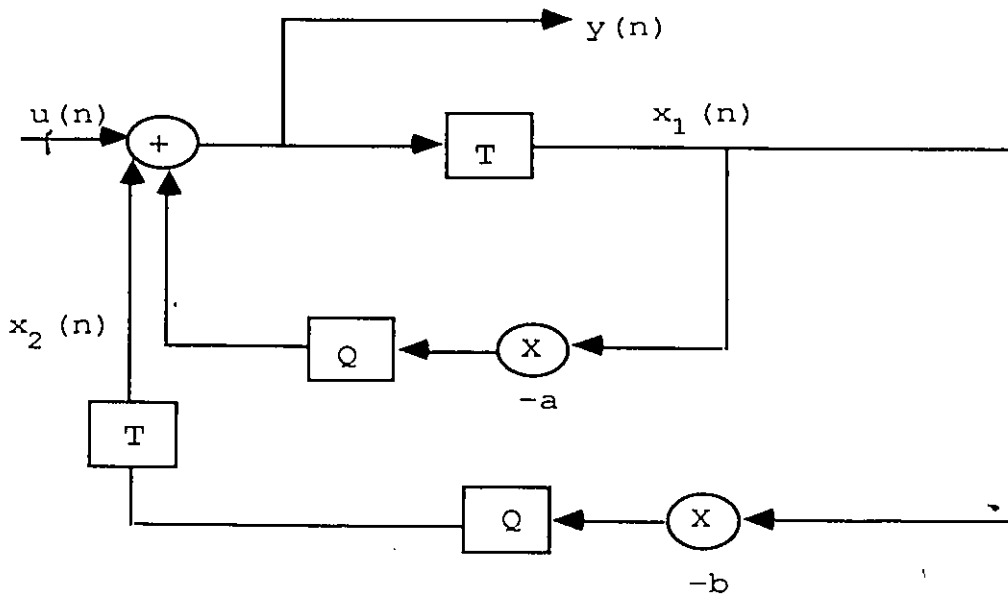 y(n)
u(n)
+
T
x₁(n)
x₂(n)
Q
X
-a
T
Q
X
-b